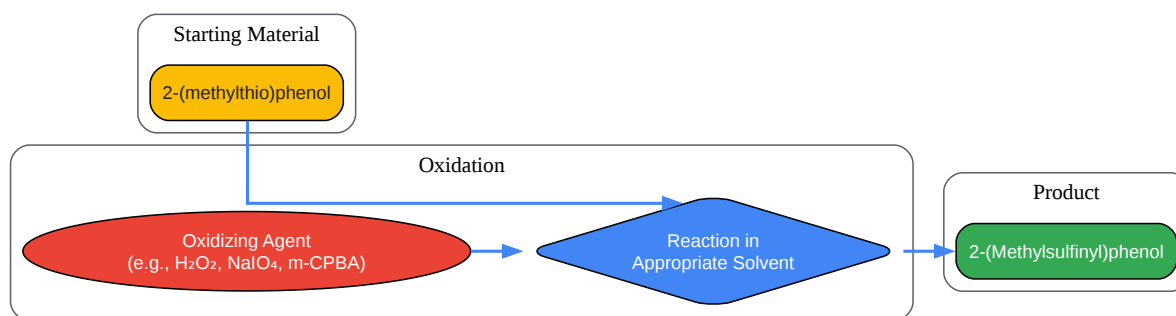 Starting Material
2-(methylthio)phenol
Oxidation
Oxidizing Agent
(e.g., H₂O₂, NaIO₄, m-CPBA)
Reaction in
Appropriate Solvent
Product
2-(Methylsulfinyl)phenol